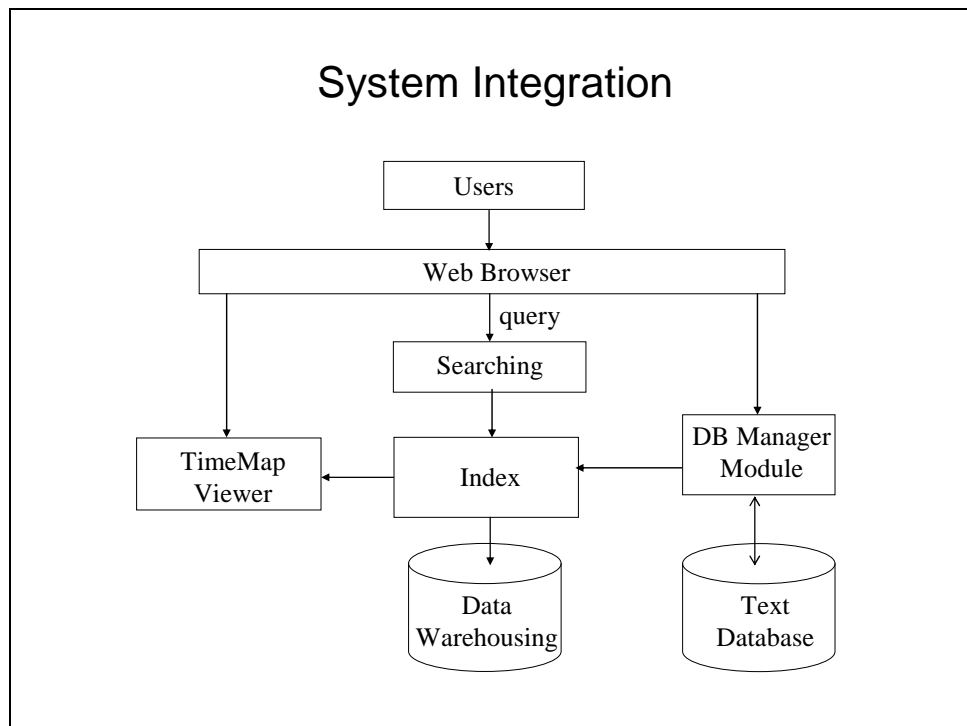 System Integration
Users
Web Browser
query
Searching
TimeMap
Viewer
Index
DB Manager
Module
Data
Warehousing
Text
Database